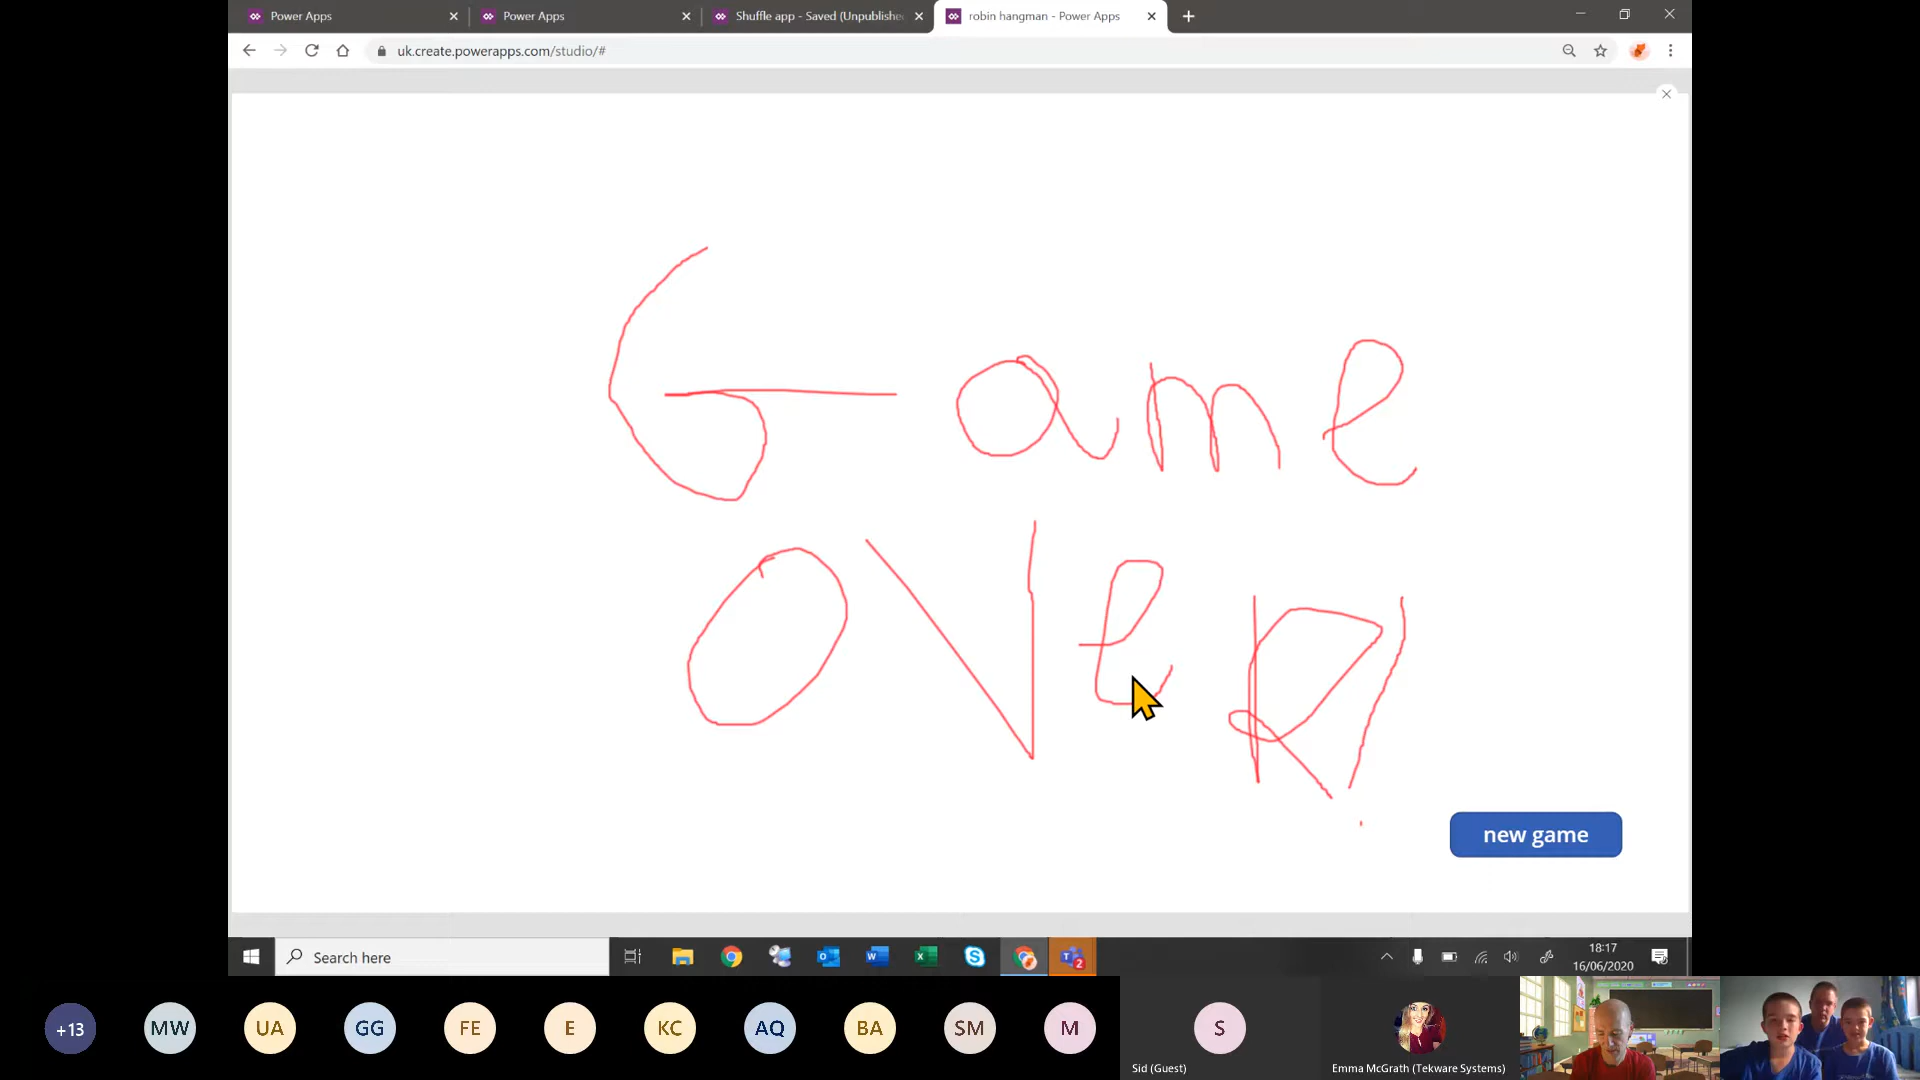 Power Apps
Power Apps
Shuffle app - Saved (Unpublishe
robin hangman - Power Apps
uk.create.powerapps.com/studio/#
Game
OVeR!
new game
Search here
18:17
16/06/2020
+13
MW
UA
GG
FE
E
KC
AQ
BA
SM
M
S
Sid (Guest)
Emma McGrath (Tekware Systems)